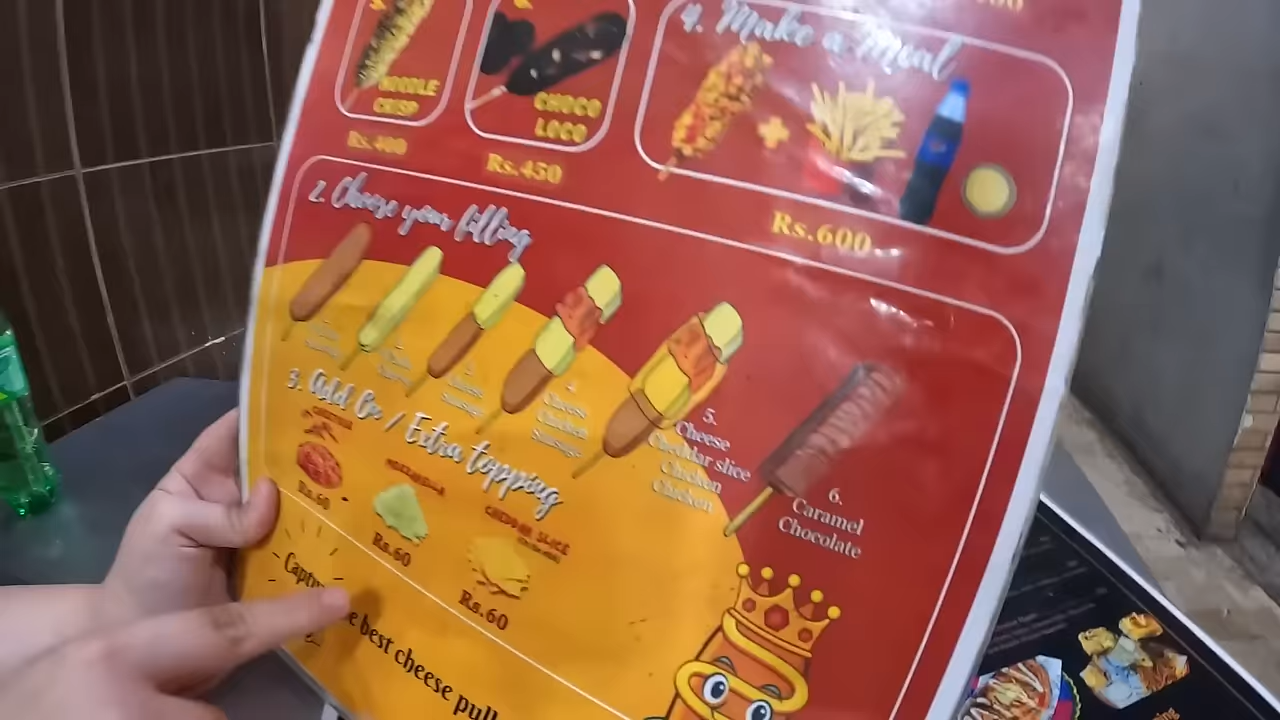 NOODLE
CRISP
Rs.400
CHOCO
LOCO
Rs.450
4. Make a Meal
Rs.600
2. Choose your filling
Cheese
Chicken
Sausage
5.
Cheese
Cheddar slice
Chicken
Chicken
6.
Caramel
Chocolate
3. Add On / Extra topping
Rs.60
Rs.60
CHEDDAR SLICE
Rs.60
best cheese pull